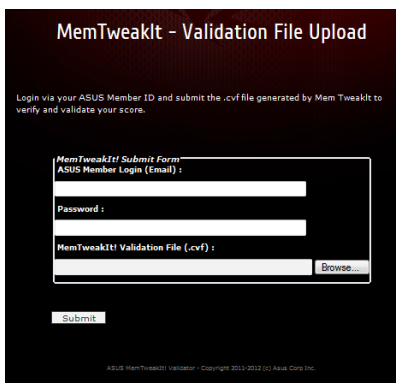 MemTweakIt - Validation File Upload
Login via your ASUS Member ID and submit the .cvf file generated by Mem TweakIt to
verify and validate your score.
MemTweakIt! Submit Form
ASUS Member Login (Email) :
Password :
MemTweakIt! Validation File (.cvf) :
Browse...
Submit
ASUS MemTweakIt! Validator - Copyright 2011-2012 (c) Asus Corp Inc.